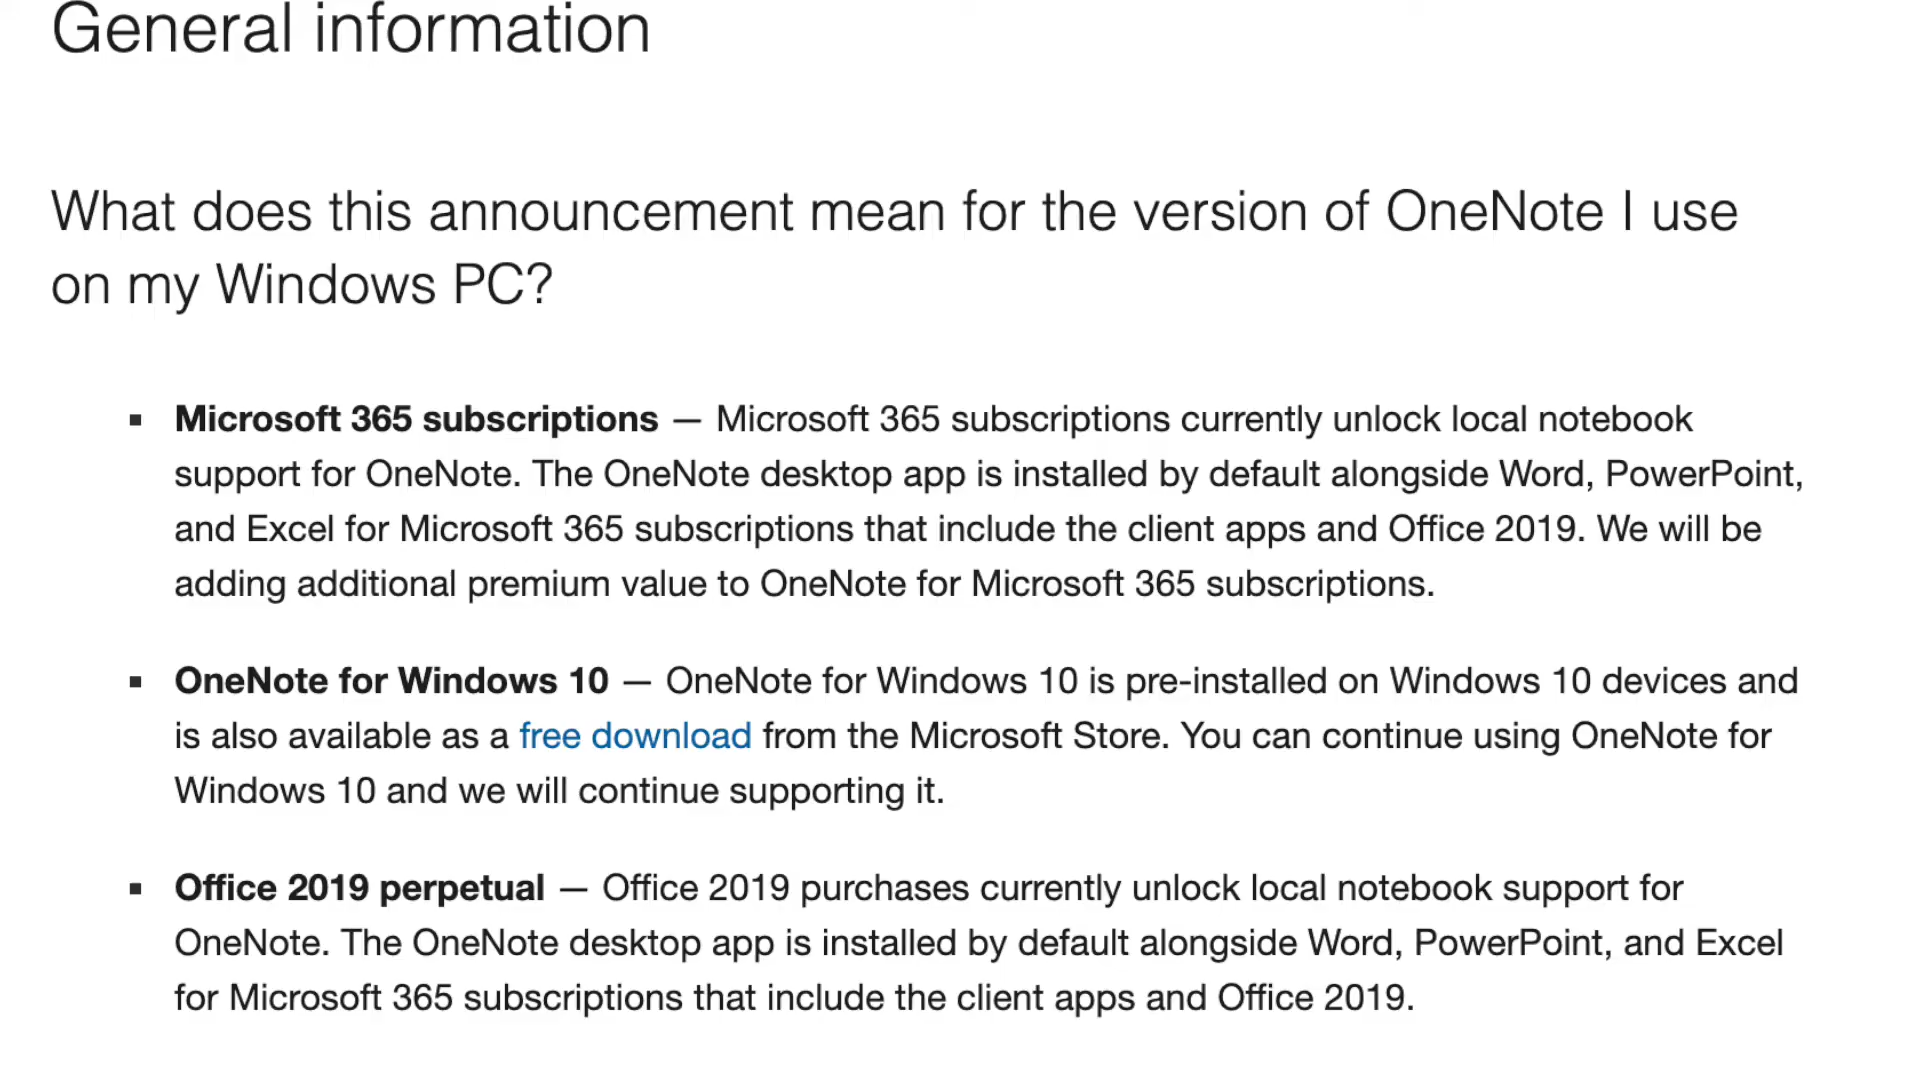 General information
What does this announcement mean for the version of OneNote I use
on my Windows PC?
▪ Microsoft 365 subscriptions — Microsoft 365 subscriptions currently unlock local notebook
support for OneNote. The OneNote desktop app is installed by default alongside Word, PowerPoint,
and Excel for Microsoft 365 subscriptions that include the client apps and Office 2019. We will be
adding additional premium value to OneNote for Microsoft 365 subscriptions.
▪ OneNote for Windows 10 — OneNote for Windows 10 is pre-installed on Windows 10 devices and
is also available as a free download from the Microsoft Store. You can continue using OneNote for
Windows 10 and we will continue supporting it.
▪ Office 2019 perpetual — Office 2019 purchases currently unlock local notebook support for
OneNote. The OneNote desktop app is installed by default alongside Word, PowerPoint, and Excel
for Microsoft 365 subscriptions that include the client apps and Office 2019.